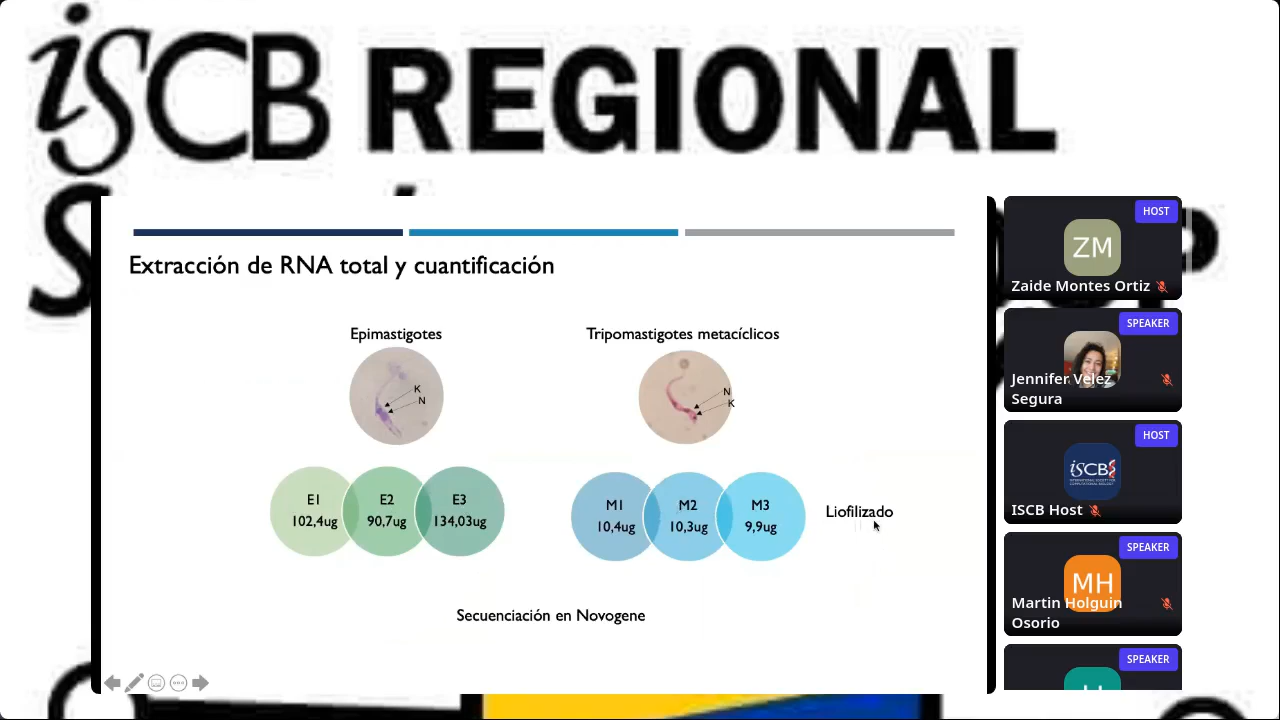 iSCB REGIONAL
Extracción de RNA total y cuantificación
Epimastigotes
Tripomastigotes metacíclicos
K
N
N
K
E1
102,4ug
E2
90,7ug
E3
134,03ug
M1
10,4ug
M2
10,3ug
M3
9,9ug
Liofilizado
Secuenciación en Novogene
HOST
ZM
Zaide Montes Ortiz
SPEAKER
Jennifer Velez
Segura
HOST
iSCB
ISCB Host
SPEAKER
MH
Martin Holguin
Osorio
SPEAKER